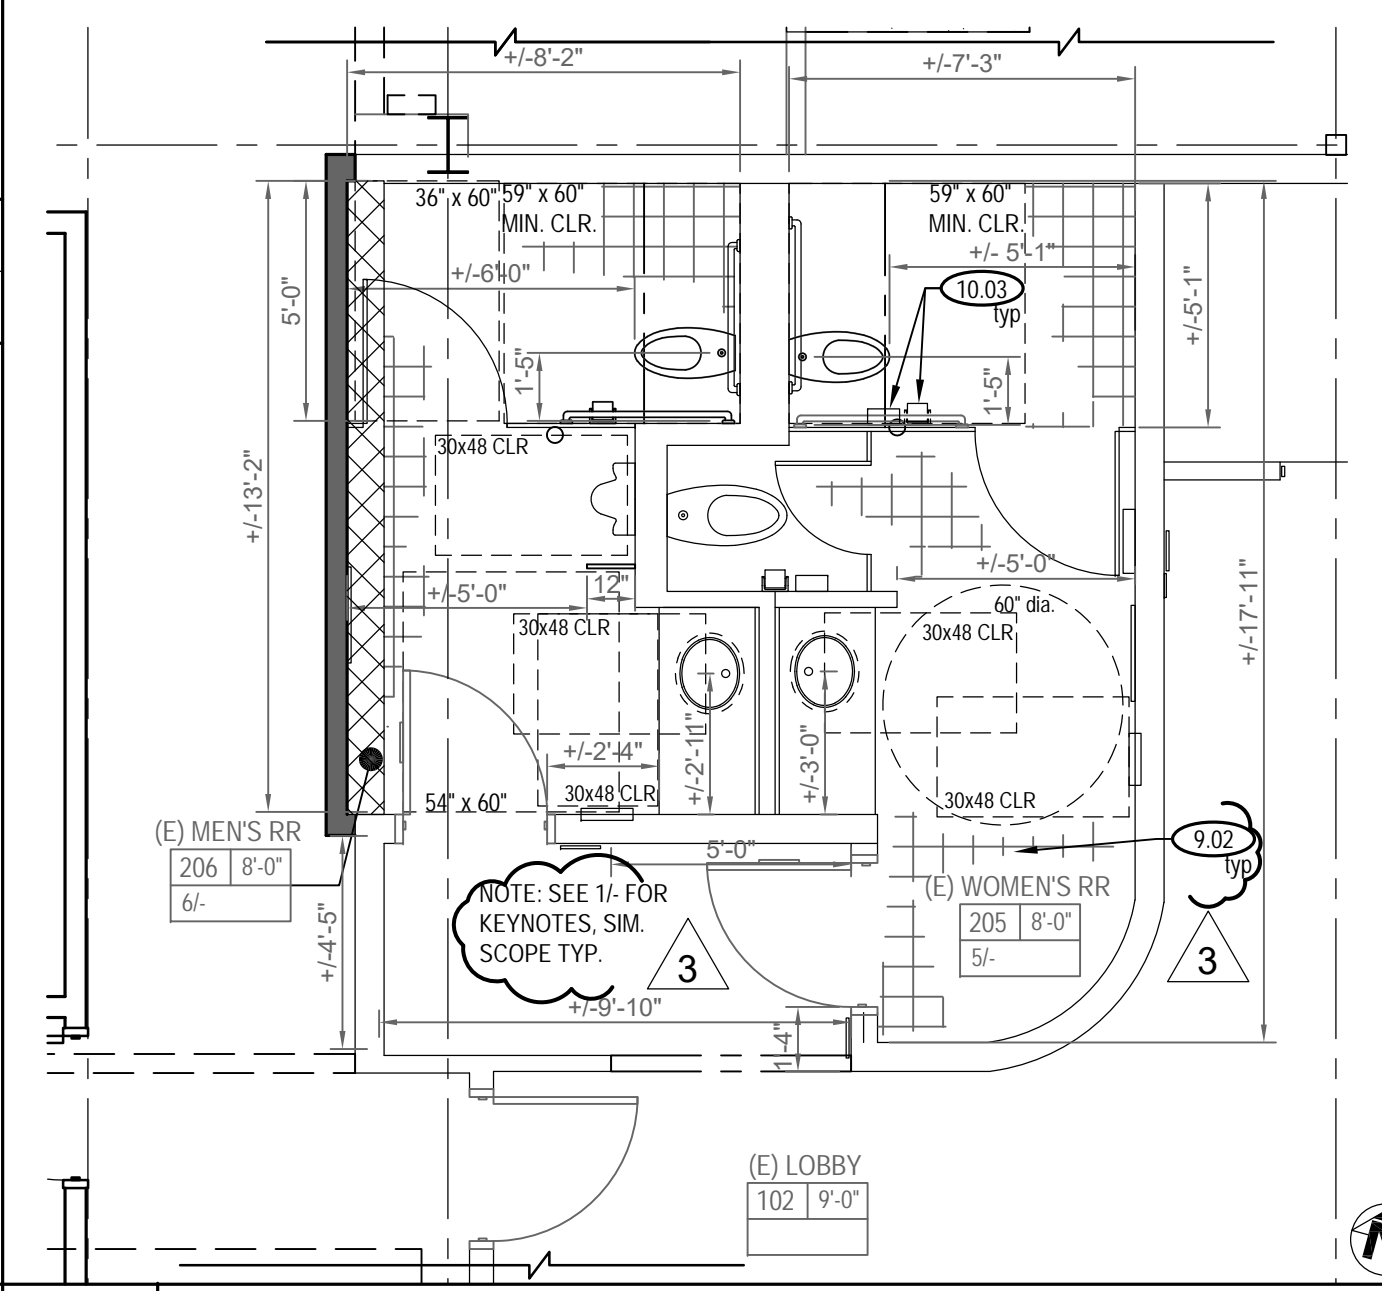 +/-8'-2"
+/-7'-3"
36" x 60"
59" x 60"
MIN. CLR.
59" x 60"
MIN. CLR.
+/-6'-0"
+/- 5'-1"
10.03
typ
5'-0"
+/-5'-1"
1'-5"
1'-5"
30x48 CLR
+/-13'-2"
+/-5'-0"
12"
+/-5'-0"
60" dia.
30x48 CLR
30x48 CLR
+/-17'-11"
+/-2'-4"
+/-2'-11"
+/-3'-0"
54" x 60"
30x48 CLR
30x48 CLR
(E) MEN'S RR
206 8'-0"
6/-
5'-0"
9.02
typ
NOTE: SEE 1/- FOR
KEYNOTES, SIM.
SCOPE TYP.
3
(E) WOMEN'S RR
205 8'-0"
5/-
3
+/-4'-5"
+/-9'-10"
1'-4"
(E) LOBBY
102 9'-0"
N